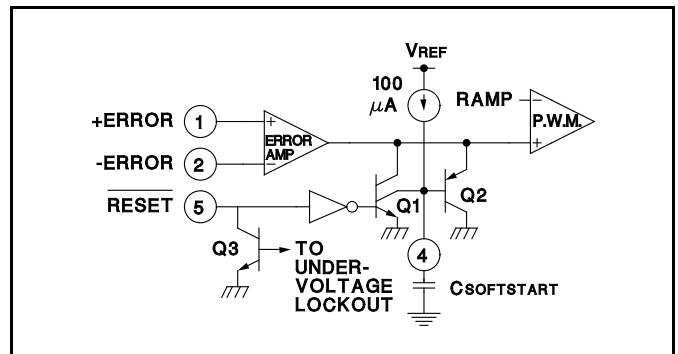 VREF
100
μA
RAMP
−
P.W.M.
+
+ERROR 1
+
ERROR
AMP
−
-ERROR 2
RESET 5
Q1
Q2
Q3
TO
UNDER-
VOLTAGE
LOCKOUT
4
CSOFTSTART